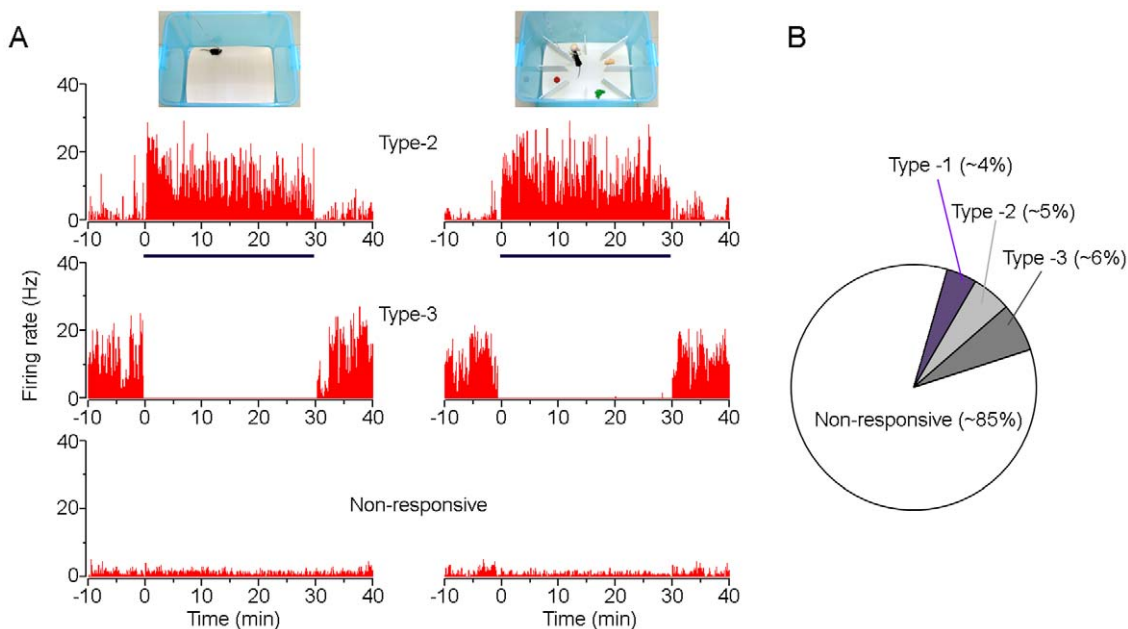 A
B
40
20
0
Type-2
-10 0 10 20 30 40
-10 0 10 20 30 40
Firing rate (Hz)
40
20
0
Type-3
-10 0 10 20 30 40
-10 0 10 20 30 40
40
20
0
Non-responsive
-10 0 10 20 30 40
-10 0 10 20 30 40
Time (min)
Time (min)
Type -1 (~4%)
Type -2 (~5%)
Type -3 (~6%)
Non-responsive (~85%)